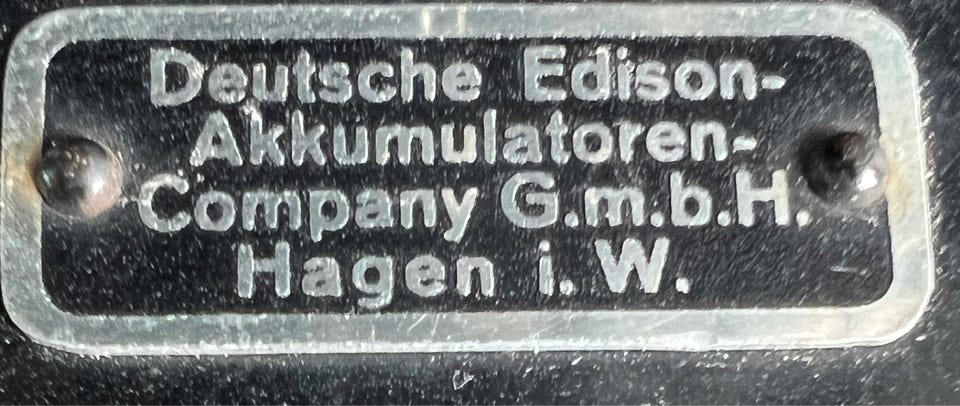 Deutsche Edison-
Akkumulatoren-
Company G.m.b.H.
Hagen i. W.